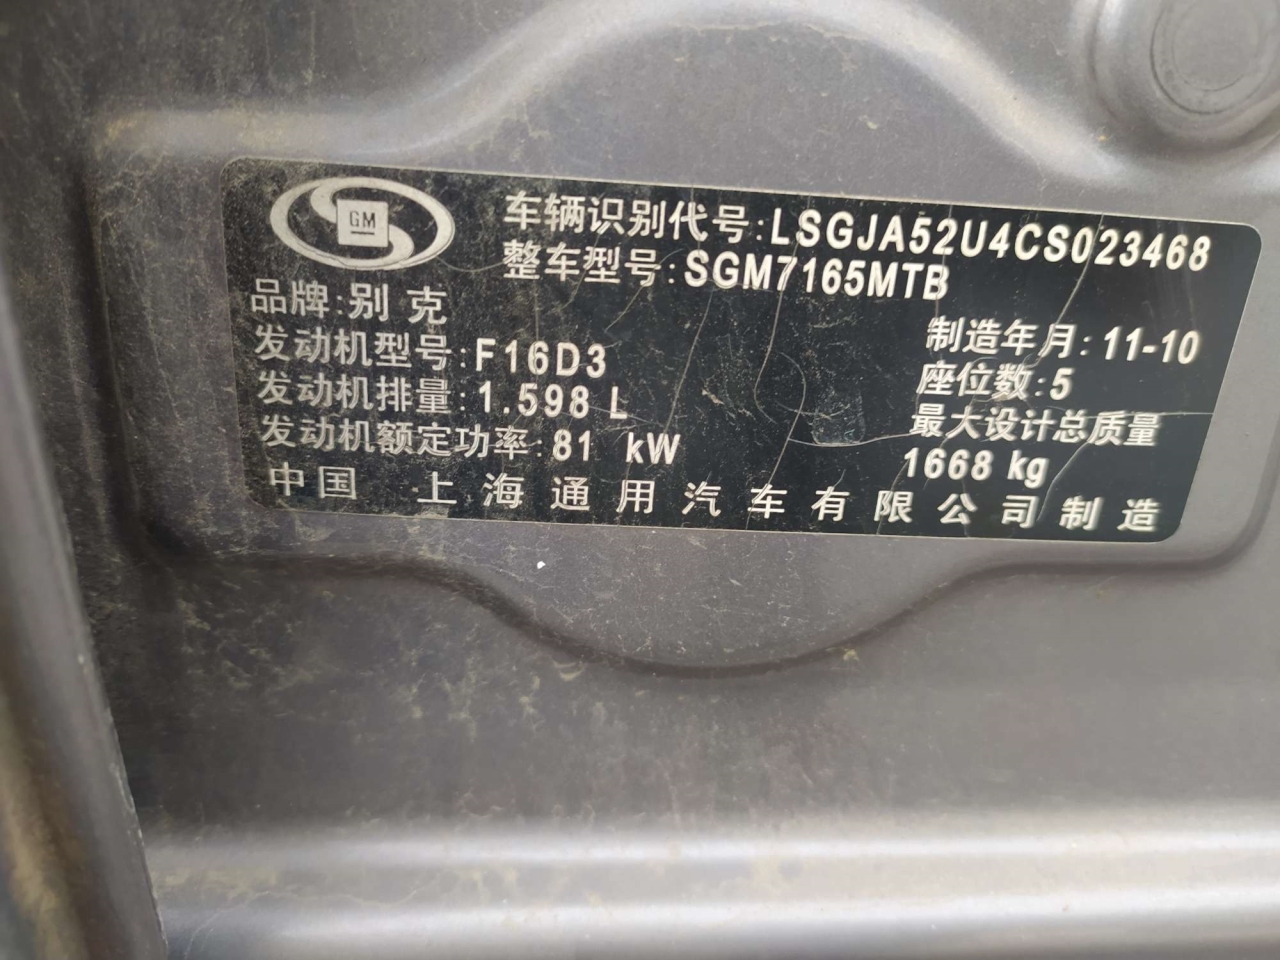 GM
车辆识别代号:LSGJA52U4CS023468
整车型号:SGM7165MTB
品牌:别克
发动机型号:F16D3
制造年月:11-10
发动机排量:1.598 L
座位数:5
发动机额定功率:81 kW
最大设计总质量
1668 kg
中国 上海通用汽车有限公司制造